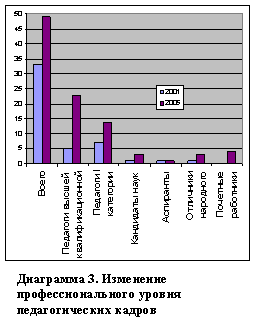 50
45
40
35
30
25
20
15
10
5
0
2001
2005
Всего
Педагоги высшей
квалификационной
Педагоги I
категории
Кандидаты наук
Аспиранты
Отличники
народного
Почетные
работники
Диаграмма 3. Изменение
профессионального уровня
педагогических кадров